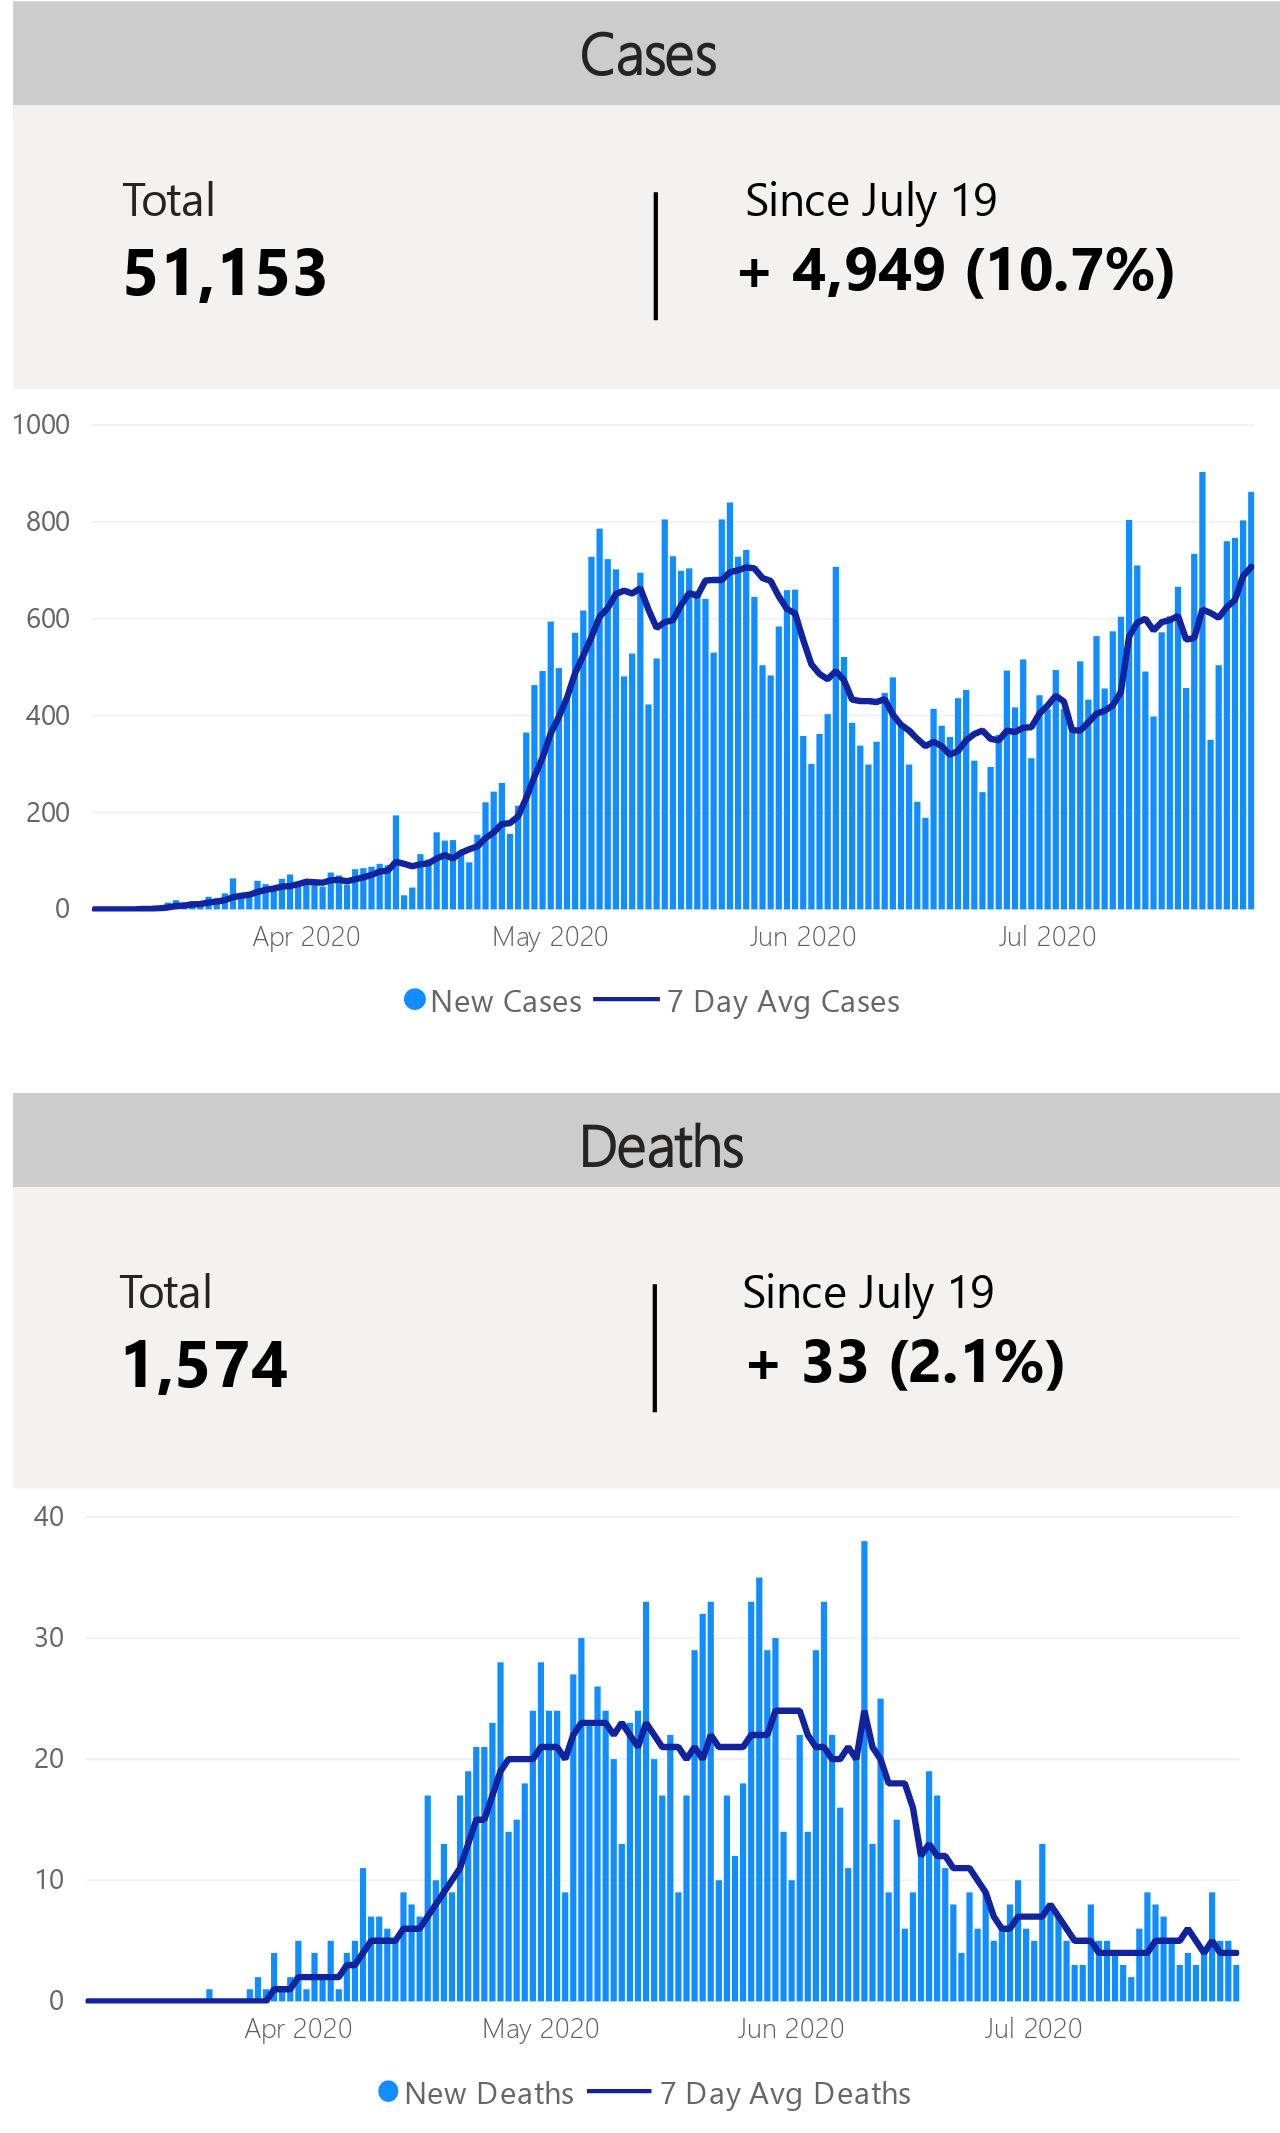 Cases
Total
Since July 19
51,153
+ 4,949 (10.7%)
1000
800
600
400
200
0
Apr 2020
May 2020
Jun 2020
Jul 2020
New Cases
7 Day Avg Cases
Deaths
Total
Since July 19
1,574
+ 33 (2.1%)
40
30
20
10
0
Apr 2020
May 2020
Jun 2020
Jul 2020
New Deaths
7 Day Avg Deaths